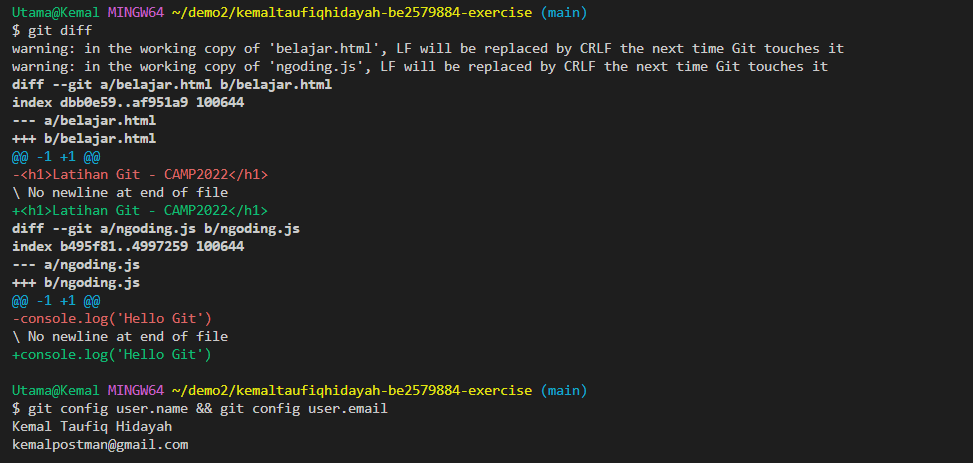 Utama@Kemal MINGW64 ~/demo2/kemaltaufiqhidayah-be2579884-exercise (main)
$ git diff
warning: in the working copy of 'belajar.html', LF will be replaced by CRLF the next time Git touches it
warning: in the working copy of 'ngoding.js', LF will be replaced by CRLF the next time Git touches it
diff --git a/belajar.html b/belajar.html
index dbb0e59..af951a9 100644
--- a/belajar.html
+++ b/belajar.html
@@ -1 +1 @@
-<h1>Latihan Git - CAMP2022</h1>
\ No newline at end of file
+<h1>Latihan Git - CAMP2022</h1>
diff --git a/ngoding.js b/ngoding.js
index b495f81..4997259 100644
--- a/ngoding.js
+++ b/ngoding.js
@@ -1 +1 @@
-console.log('Hello Git')
\ No newline at end of file
+console.log('Hello Git')
Utama@Kemal MINGW64 ~/demo2/kemaltaufiqhidayah-be2579884-exercise (main)
$ git config user.name && git config user.email
Kemal Taufiq Hidayah
kemalpostman@gmail.com